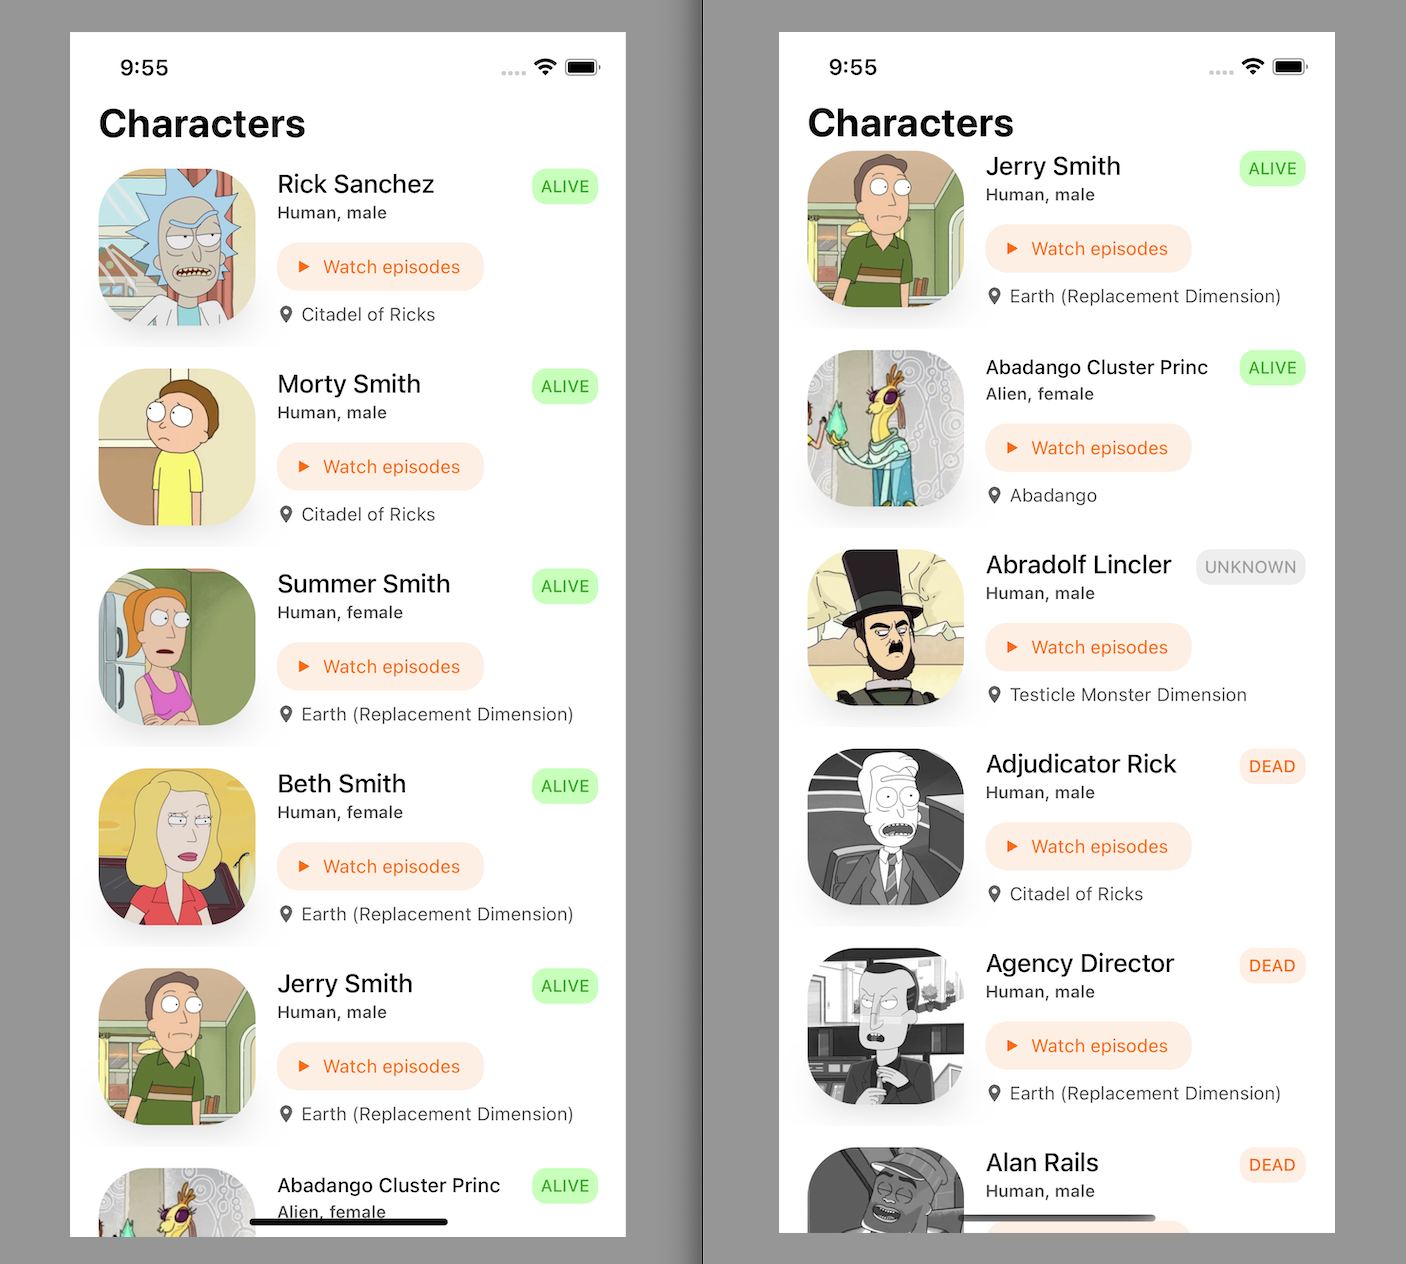 9:55
Characters
Rick Sanchez
ALIVE
Human, male
Watch episodes
Citadel of Ricks
Morty Smith
ALIVE
Human, male
Watch episodes
Citadel of Ricks
Summer Smith
ALIVE
Human, female
Watch episodes
Earth (Replacement Dimension)
Beth Smith
ALIVE
Human, female
Watch episodes
Earth (Replacement Dimension)
Jerry Smith
ALIVE
Human, male
Watch episodes
Earth (Replacement Dimension)
Abadango Cluster Princ
ALIVE
Alien, female
9:55
Characters
Jerry Smith
ALIVE
Human, male
Watch episodes
Earth (Replacement Dimension)
Abadango Cluster Princ
ALIVE
Alien, female
Watch episodes
Abadango
Abradolf Lincler
UNKNOWN
Human, male
Watch episodes
Testicle Monster Dimension
Adjudicator Rick
DEAD
Human, male
Watch episodes
Citadel of Ricks
Agency Director
DEAD
Human, male
Watch episodes
Earth (Replacement Dimension)
Alan Rails
DEAD
Human, male